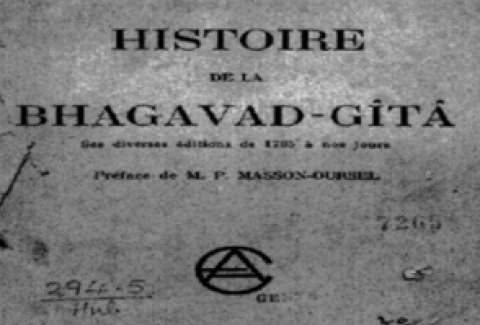 HISTOIRE
DE LA
BHAGAVAD-GÎTÂ
Ses diverses éditions de 1785 à nos jours
Préface de M. P. MASSON-OURSEL
7265
294.5
Hul.